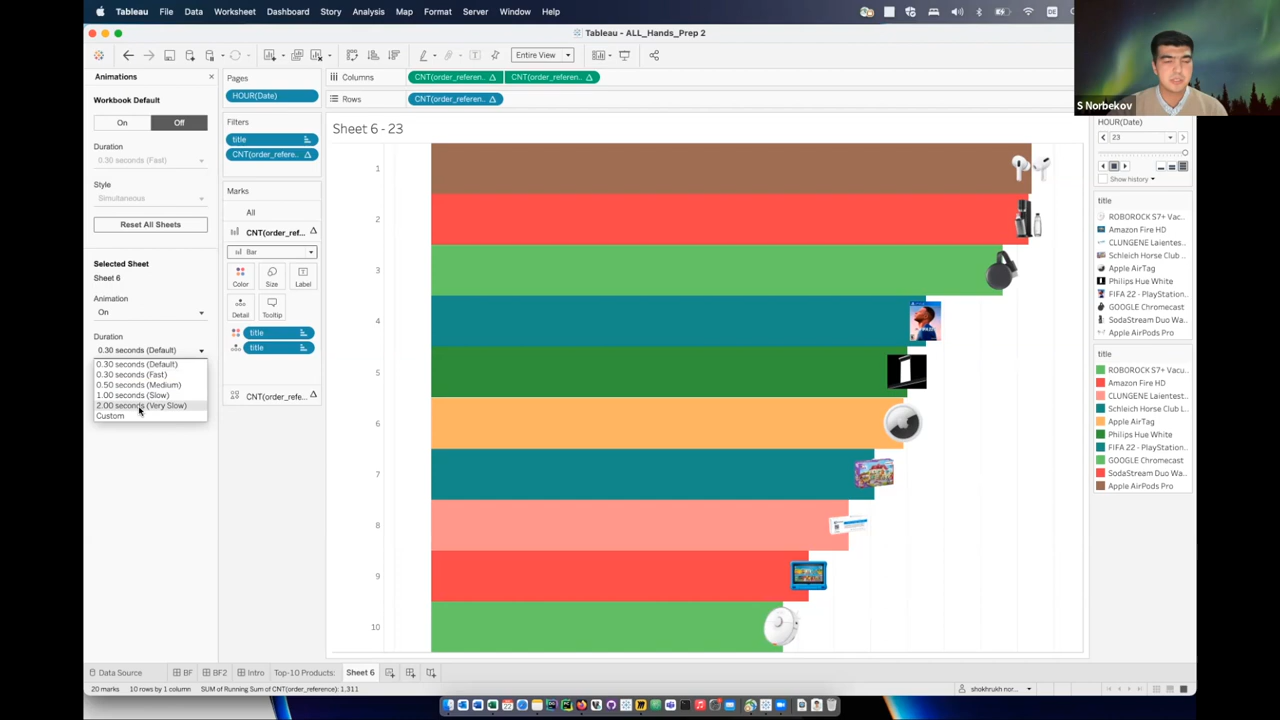 Tableau File Data Worksheet Dashboard Story Analysis Map Format Server Window Help
DE
Tableau - ALL_Hands_Prep 2
Entire View
S Norbekov
Animations
Workbook Default
On Off
Duration
0.30 seconds (Fast)
Style
Simultaneous
Reset All Sheets
Selected Sheet
Sheet 6
Animation
On
Duration
0.30 seconds (Default)
0.30 seconds (Default)
0.30 seconds (Fast)
0.50 seconds (Medium)
1.00 seconds (Slow)
2.00 seconds (Very Slow)
Custom
Pages
HOUR(Date)
Filters
title
CNT(order_refere..
Marks
All
CNT(order_ref..
Bar
Color Size Label
Detail Tooltip
title
title
CNT(order_refe..
Columns CNT(order_referen.. CNT(order_referen..
Rows CNT(order_referen..
Sheet 6 - 23
1
2
3
4
5
6
7
8
9
10
HOUR(Date)
23
Show history
title
ROBOROCK S7+ Vac..
Amazon Fire HD
CLUNGENE Laientes..
Schleich Horse Club ..
Apple AirTag
Philips Hue White
FIFA 22 - PlayStation..
GOOGLE Chromecast
SodaStream Duo Wa..
Apple AirPods Pro
title
ROBOROCK S7+ Vacu..
Amazon Fire HD
CLUNGENE Laientest..
Schleich Horse Club L..
Apple AirTag
Philips Hue White
FIFA 22 - PlayStation..
GOOGLE Chromecast
SodaStream Duo Wa..
Apple AirPods Pro
Data Source BF BF2 Intro Top-10 Products: Sheet 6
20 marks 10 rows by 1 column SUM of Running Sum of CNT(order_reference): 1.311
shokhrukh nor...